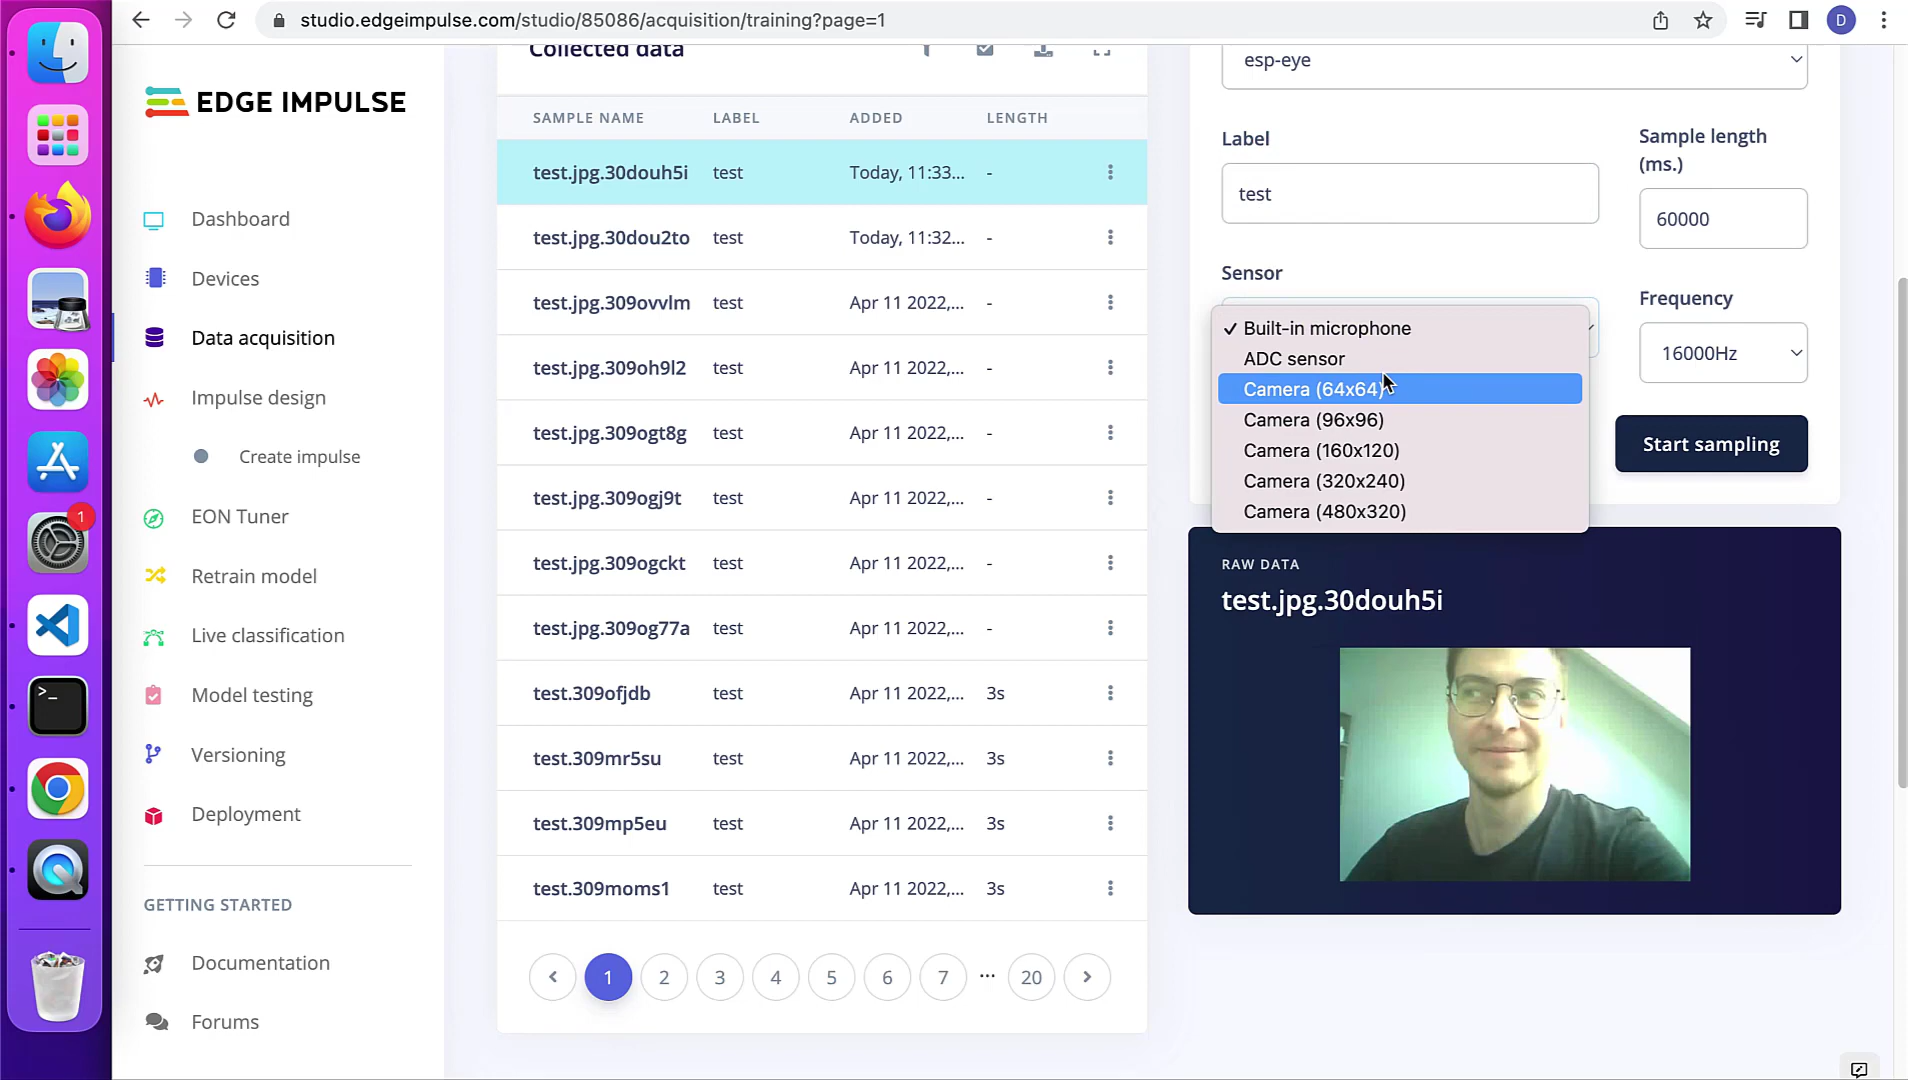 studio.edgeimpulse.com/studio/85086/acquisition/training?page=1
D
1
>_
EDGE IMPULSE
Dashboard
Devices
Data acquisition
Impulse design
Create impulse
EON Tuner
Retrain model
Live classification
Model testing
Versioning
Deployment
GETTING STARTED
Documentation
Forums
Collected data
SAMPLE NAME LABEL ADDED LENGTH
test.jpg.30douh5i test Today, 11:33... -
test.jpg.30dou2to test Today, 11:32... -
test.jpg.309ovvlm test Apr 11 2022,... -
test.jpg.309oh9l2 test Apr 11 2022,... -
test.jpg.309ogt8g test Apr 11 2022,... -
test.jpg.309ogj9t test Apr 11 2022,... -
test.jpg.309ogckt test Apr 11 2022,... -
test.jpg.309og77a test Apr 11 2022,... -
test.309ofjdb test Apr 11 2022,... 3s
test.309mr5su test Apr 11 2022,... 3s
test.309mp5eu test Apr 11 2022,... 3s
test.309moms1 test Apr 11 2022,... 3s
1 2 3 4 5 6 7 ... 20
esp-eye
Label
test
Sample length
(ms.)
60000
Sensor
✓ Built-in microphone
ADC sensor
Camera (64x64)
Camera (96x96)
Camera (160x120)
Camera (320x240)
Camera (480x320)
Frequency
16000Hz
Start sampling
RAW DATA
test.jpg.30douh5i